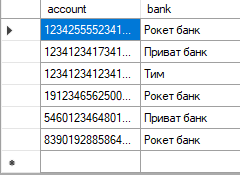 account bank
1234255552341... Рокет банк
1234123417341... Приват банк
1234123412341... Тим
1912346562500... Рокет банк
5460123464801... Приват банк
8390192885864... Рокет банк